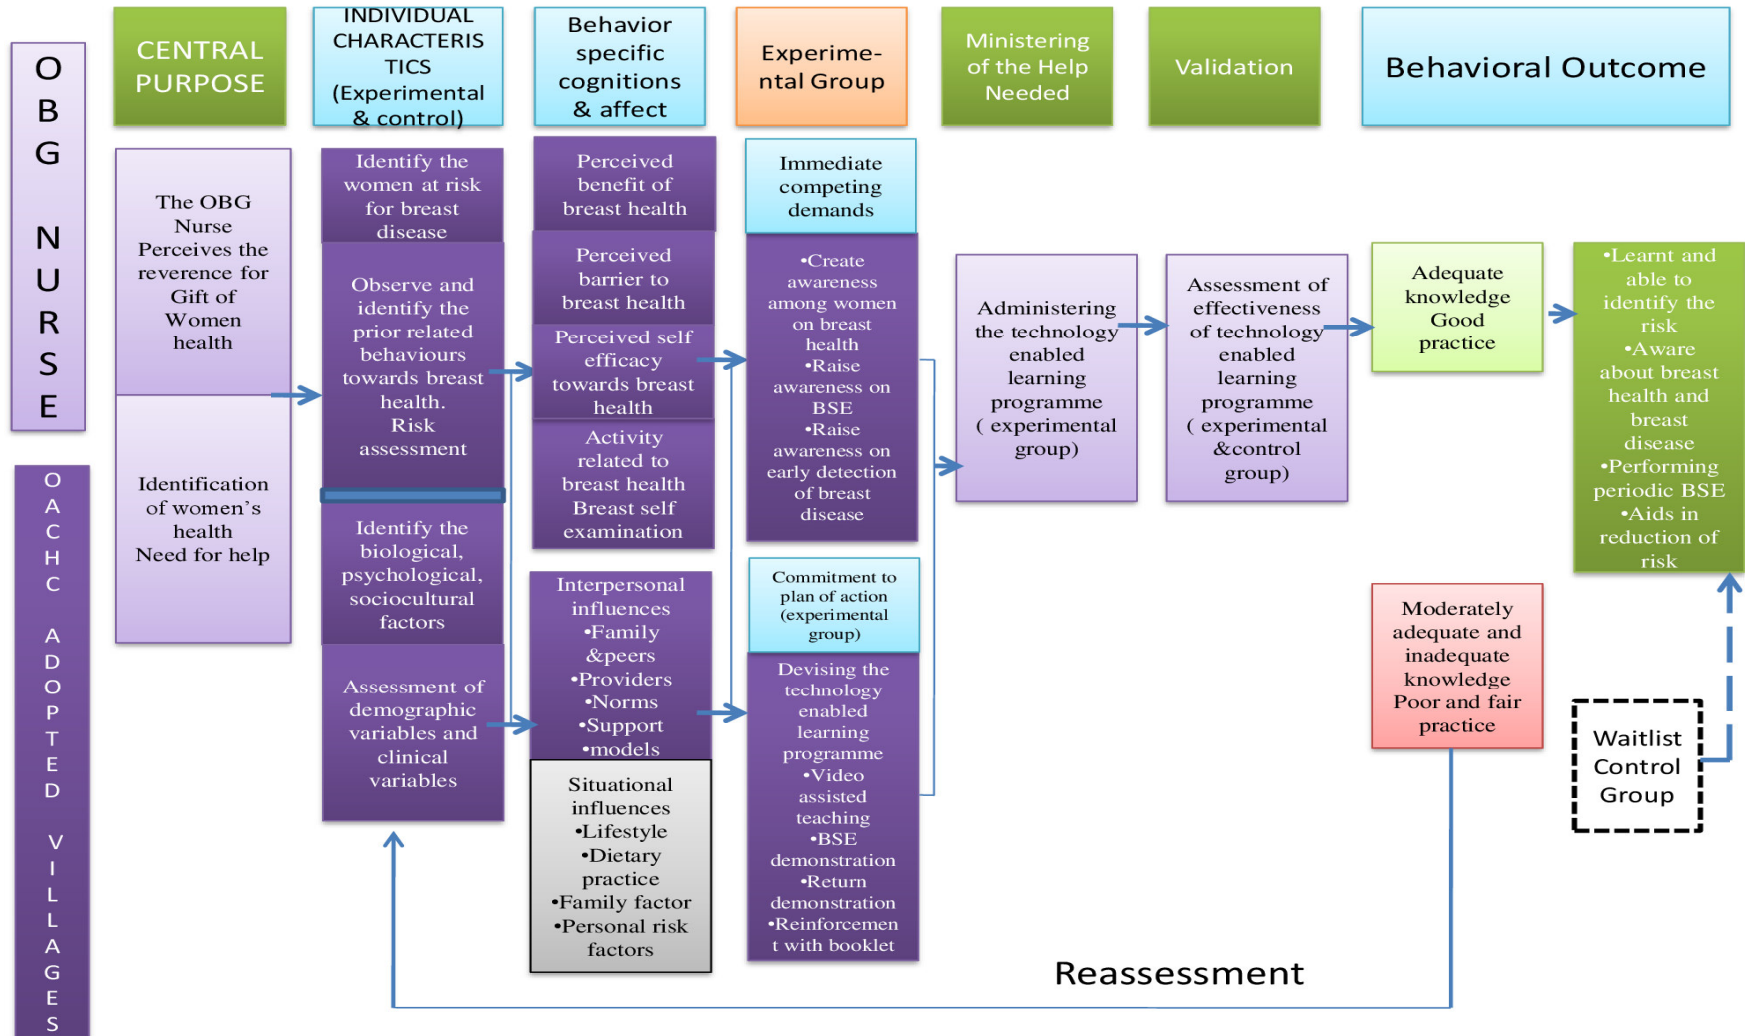 OBG NURSE
OACHC ADOPTED VILLAGES
CENTRAL
PURPOSE
INDIVIDUAL
CHARACTERIS
TICS
(Experimental
& control)
Behavior
specific
cognitions
& affect
Experime-
ntal Group
Ministering
of the Help
Needed
Validation
Behavioral Outcome
The OBG
Nurse
Perceives the
reverence for
Gift of
Women
health
Identification
of women's
health
Need for help
Identify the
women at risk
for breast
disease
Observe and
identify the
prior related
behaviours
towards breast
health.
Risk
assessment
Identify the
biological,
psychological,
sociocultural
factors
Assessment of
demographic
variables and
clinical
variables
Perceived
benefit of
breast health
Perceived
barrier to
breast health
Perceived self
efficacy
towards breast
health
Activity
related to
breast health
Breast self
examination
Interpersonal
influences
•Family
&peers
•Providers
•Norms
•Support
•models
Situational
influences
•Lifestyle
•Dietary
practice
•Family factor
•Personal risk
factors
Immediate
competing
demands
•Create
awareness
among women
on breast
health
•Raise
awareness on
BSE
•Raise
awareness on
early detection
of breast
disease
Commitment to
plan of action
(experimental
group)
Devising the
technology
enabled
learning
programme
•Video
assisted
teaching
•BSE
demonstration
•Return
demonstration
•Reinforcemen
t with booklet
Administering
the technology
enabled
learning
programme
( experimental
group)
Assessment of
effectiveness
of technology
enabled
learning
programme
( experimental
&control
group)
Adequate
knowledge
Good
practice
•Learnt and
able to
identify the
risk
•Aware
about breast
health and
breast
disease
•Performing
periodic BSE
•Aids in
reduction of
risk
Moderately
adequate and
inadequate
knowledge
Poor and fair
practice
Waitlist
Control
Group
Reassessment